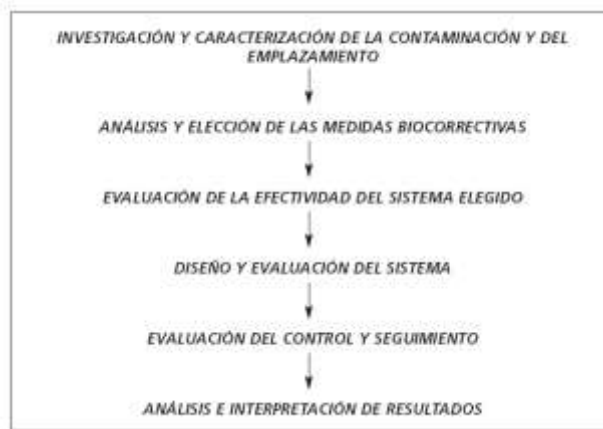 INVESTIGACIÓN Y CARACTERIZACIÓN DE LA CONTAMINACIÓN Y DEL
EMPLAZAMIENTO
ANÁLISIS Y ELECCIÓN DE LAS MEDIDAS BIOCORRECTIVAS
EVALUACIÓN DE LA EFECTIVIDAD DEL SISTEMA ELEGIDO
DISEÑO Y EVALUACIÓN DEL SISTEMA
EVALUACIÓN DEL CONTROL Y SEGUIMIENTO
ANÁLISIS E INTERPRETACIÓN DE RESULTADOS